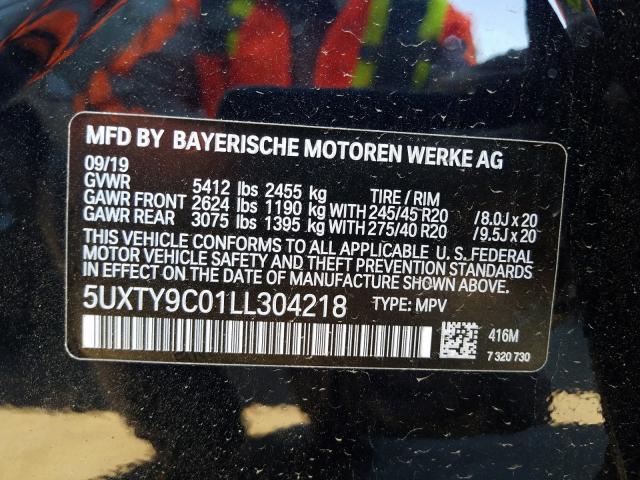 MFD BY BAYERISCHE MOTOREN WERKE AG
09/19
GVWR 5412 lbs 2455 kg TIRE / RIM
GAWR FRONT 2624 lbs 1190 kg WITH 245/45 R20 /8.0J x 20
GAWR REAR 3075 lbs 1395 kg WITH 275/40 R20 /9.5J x 20
THIS VEHICLE CONFORMS TO ALL APPLICABLE U. S. FEDERAL
MOTOR VEHICLE SAFETY, BUMPER, AND THEFT PREVENTION
STANDARDS IN EFFECT ON THE DATE OF MANUFACTURE SHOWN ABOVE.
5UXTY9C01LL304218 TYPE: MPV
416M
7 320 730